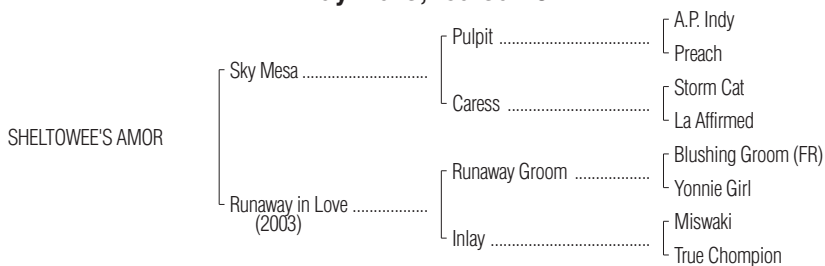 A.P. Indy
Pulpit
Preach
Sky Mesa
Storm Cat
Caress
La Affirmed
SHELTOWEE'S AMOR
Blushing Groom (FR)
Runaway Groom
Yonnie Girl
Runaway in Love
(2003)
Miswaki
Inlay
True Chompion